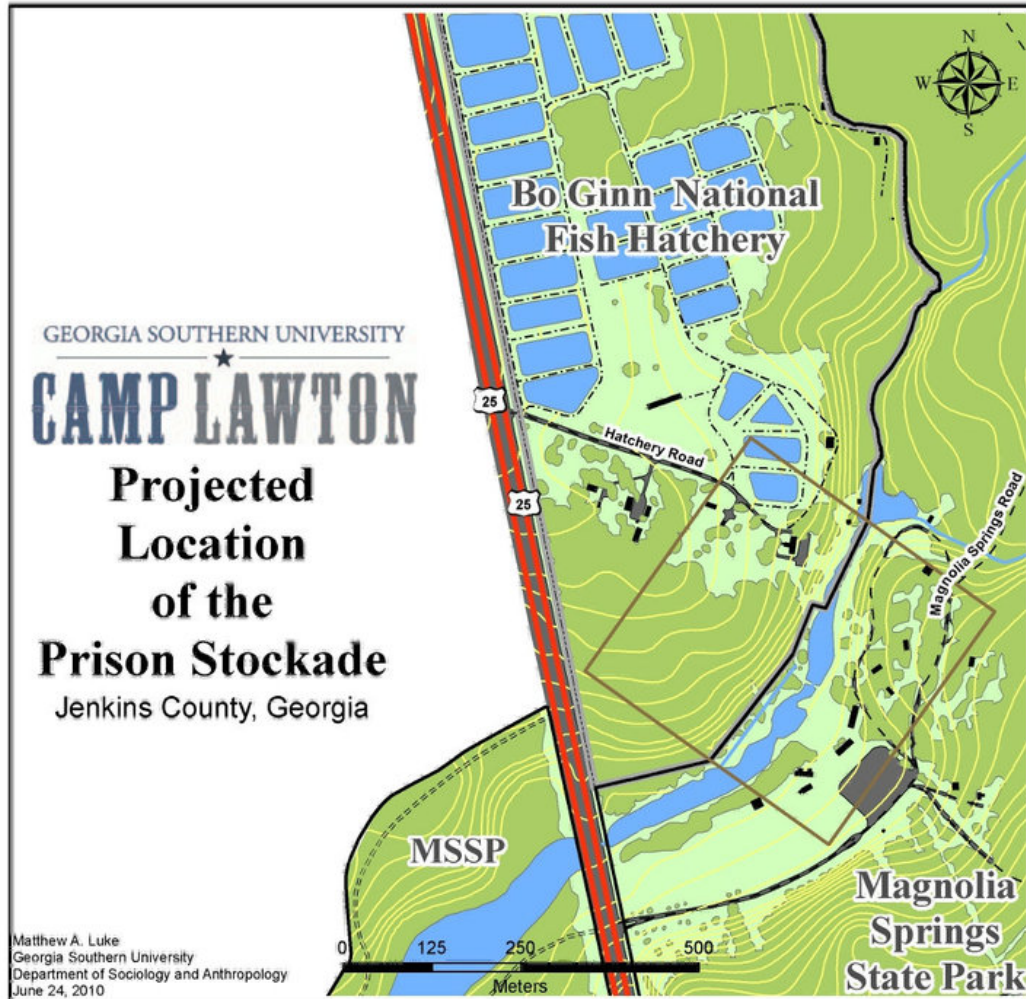 N
W E
S
Bo Ginn National
Fish Hatchery
GEORGIA SOUTHERN UNIVERSITY
CAMP LAWTON
Projected
Location
of the
Prison Stockade
Jenkins County, Georgia
25
Hatchery Road
25
Magnolia Springs Road
MSSP
Magnolia
Springs
State Park
0 125 250 500
Meters
Matthew A. Luke
Georgia Southern University
Department of Sociology and Anthropology
June 24, 2010